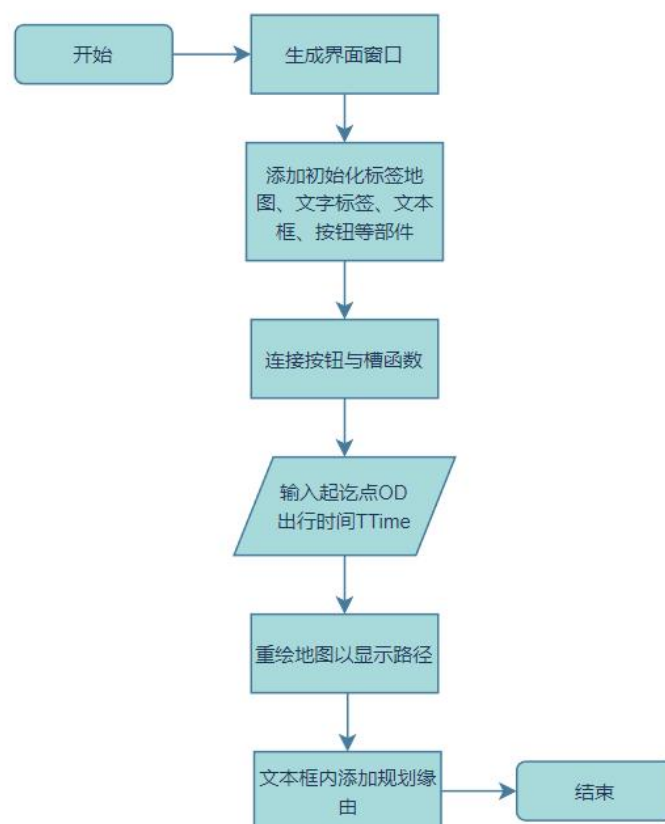 开始
生成界面窗口
添加初始化标签地
图、文字标签、文本
框、按钮等部件
连接按钮与槽函数
输入起讫点OD
出行时间TTime
重绘地图以显示路径
文本框内添加规划缘
由
结束